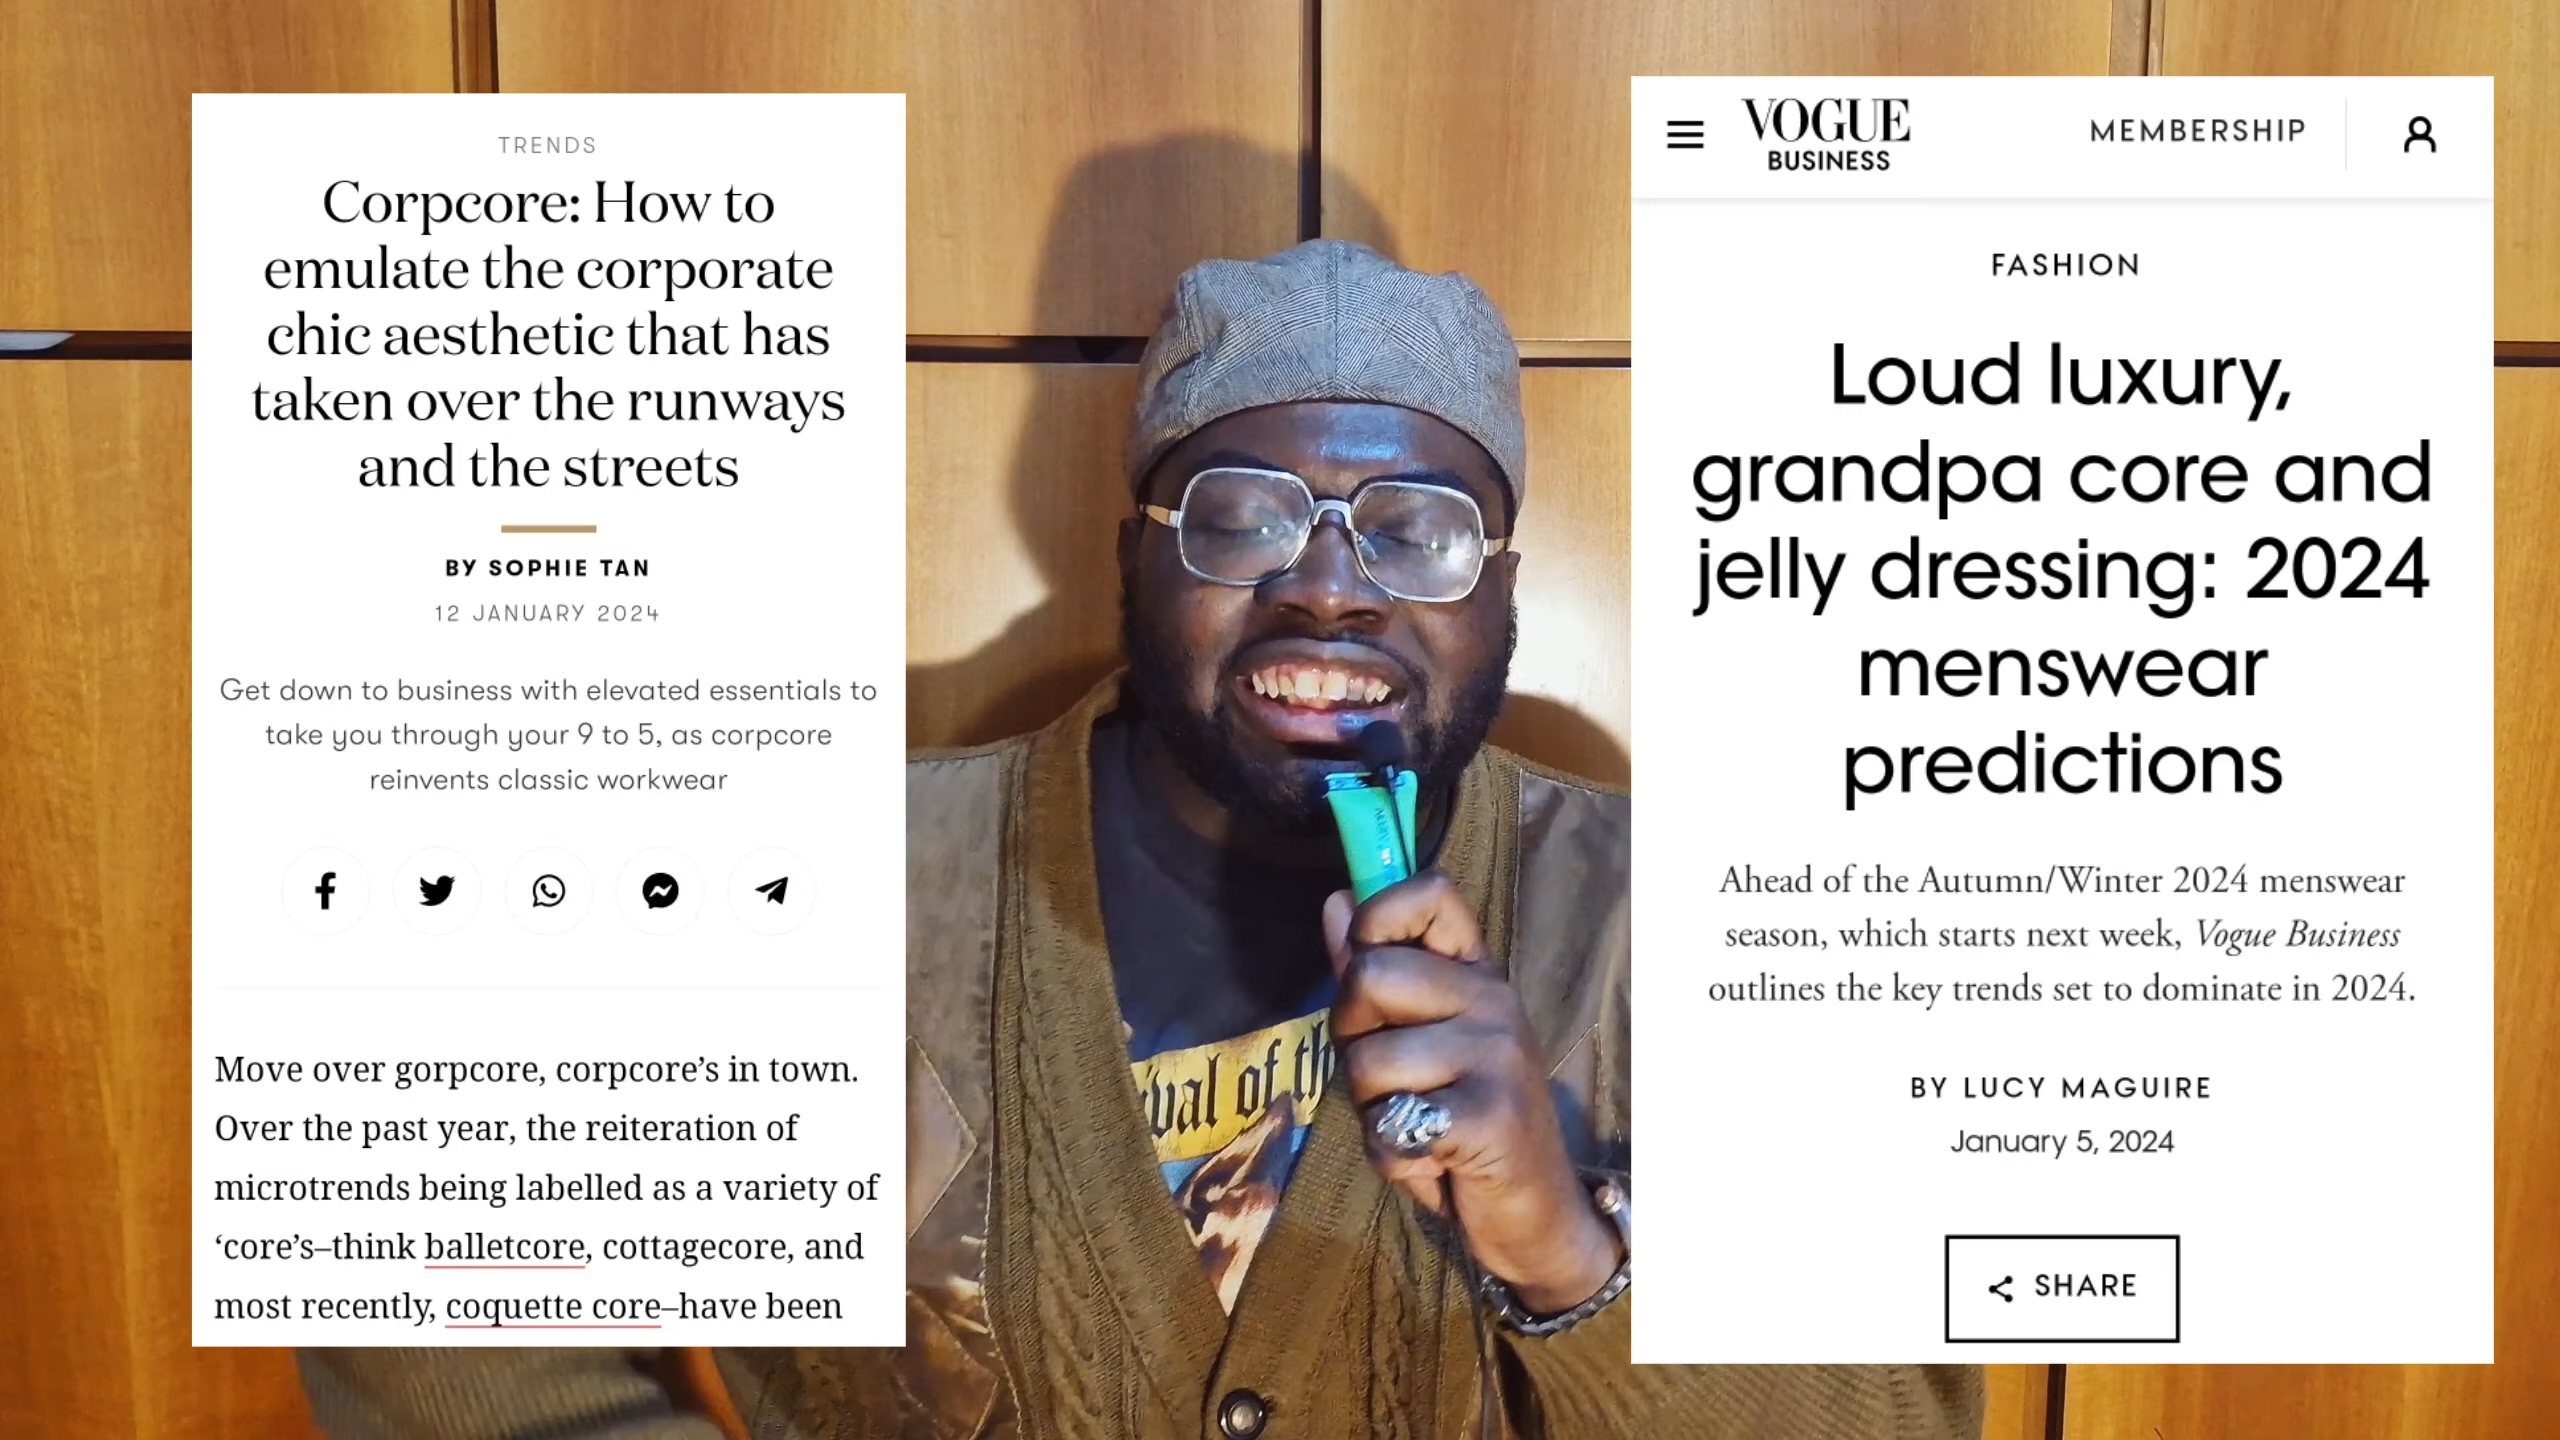 TRENDS
Corpcore: How to
emulate the corporate
chic aesthetic that has
taken over the runways
and the streets
BY SOPHIE TAN
12 JANUARY 2024
Get down to business with elevated essentials to
take you through your 9 to 5, as corpcore
reinvents classic workwear
Move over gorpcore, corpcore’s in town.
Over the past year, the reiteration of
microtrends being labelled as a variety of
‘core’s–think balletcore, cottagecore, and
most recently, coquette core–have been
of
VOGUE
BUSINESS
MEMBERSHIP
FASHION
Loud luxury,
grandpa core and
jelly dressing: 2024
menswear
predictions
Ahead of the Autumn/Winter 2024 menswear
season, which starts next week, Vogue Business
outlines the key trends set to dominate in 2024.
BY LUCY MAGUIRE
January 5, 2024
SHARE